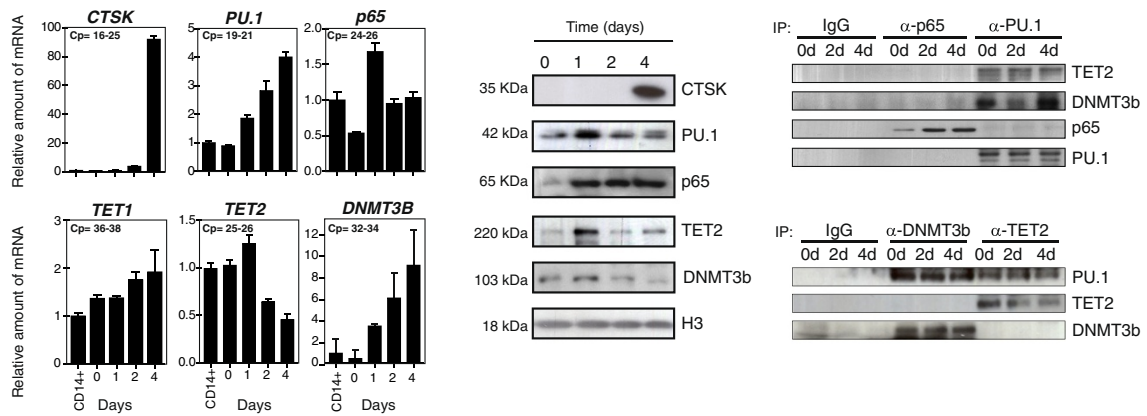 CTSK
PU.1
p65
Relative amount of mRNA
100
80
60
40
20
0
Cp= 16-25
5
4
3
2
1
0
Cp= 19-21
2.0
1.5
1.0
0.5
0.0
Cp= 24-26
TET1
TET2
DNMT3B
Relative amount of mRNA
3
2
1
0
Cp= 36-38
1.5
1.0
0.5
0.0
Cp= 25-26
12
10
8
6
4
2
0
Cp= 32-34
CD14+ 0 1 2 4
CD14+ 0 1 2 4
CD14+ 0 1 2 4
Days
Days
Days
Time (days)
0 1 2 4
35 KDa CTSK
42 kDa PU.1
65 KDa p65
220 kDa TET2
103 kDa DNMT3b
18 kDa H3
IP: IgG α-p65 α-PU.1
0d 2d 4d 0d 2d 4d 0d 2d 4d
TET2
DNMT3b
p65
PU.1
IP: IgG α-DNMT3b α-TET2
0d 2d 4d 0d 2d 4d 0d 2d 4d
PU.1
TET2
DNMT3b